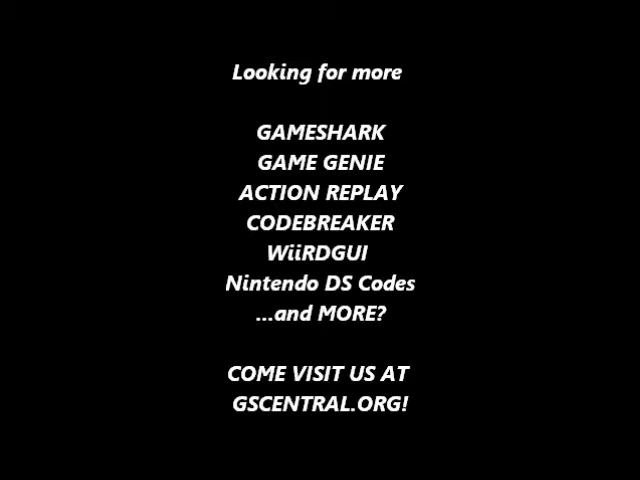 Looking for more
GAMESHARK
GAME GENIE
ACTION REPLAY
CODEBREAKER
WiiRDGUI
Nintendo DS Codes
...and MORE?
COME VISIT US AT
GSCENTRAL.ORG!